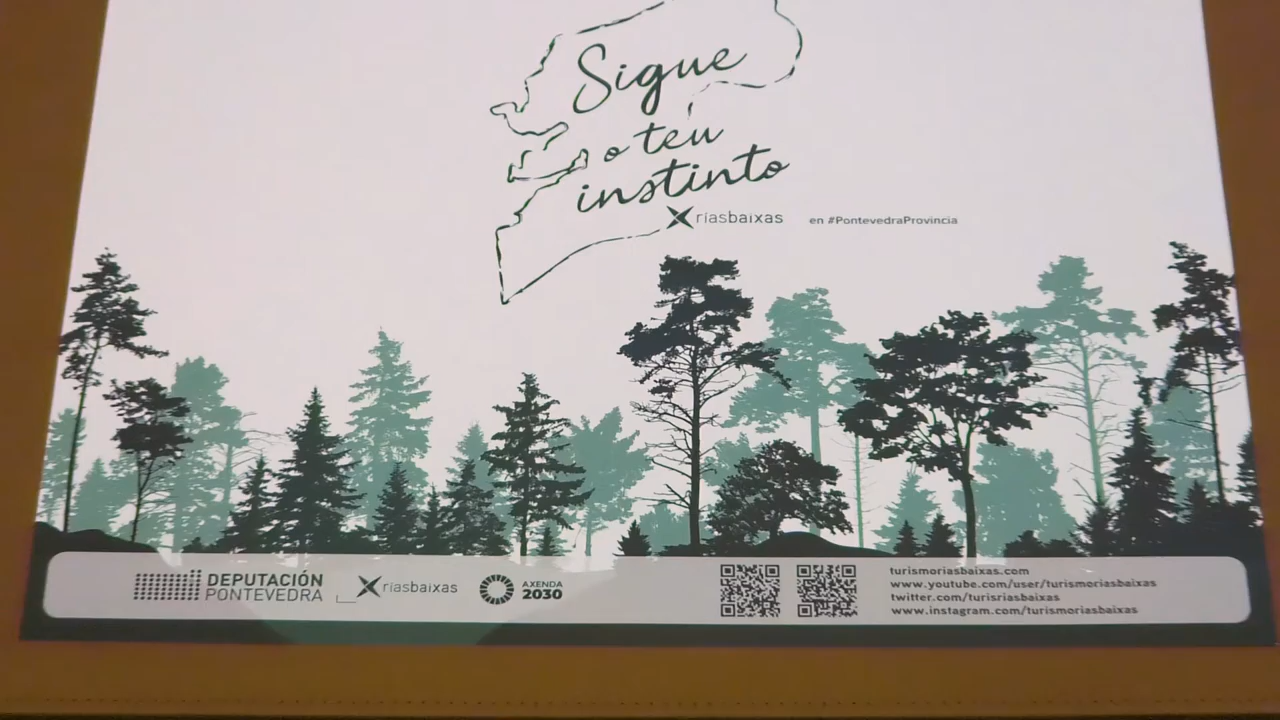 Sigue
o teu
instinto
ríasbaixas en #PontevedraProvincia
DEPUTACIÓN
PONTEVEDRA
ríasbaixas
AXENDA
2030
turismoriasbaixas.com
www.youtube.com/user/turismoriasbaixas
twitter.com/turisriasbaixas
www.instagram.com/turismoriasbaixas